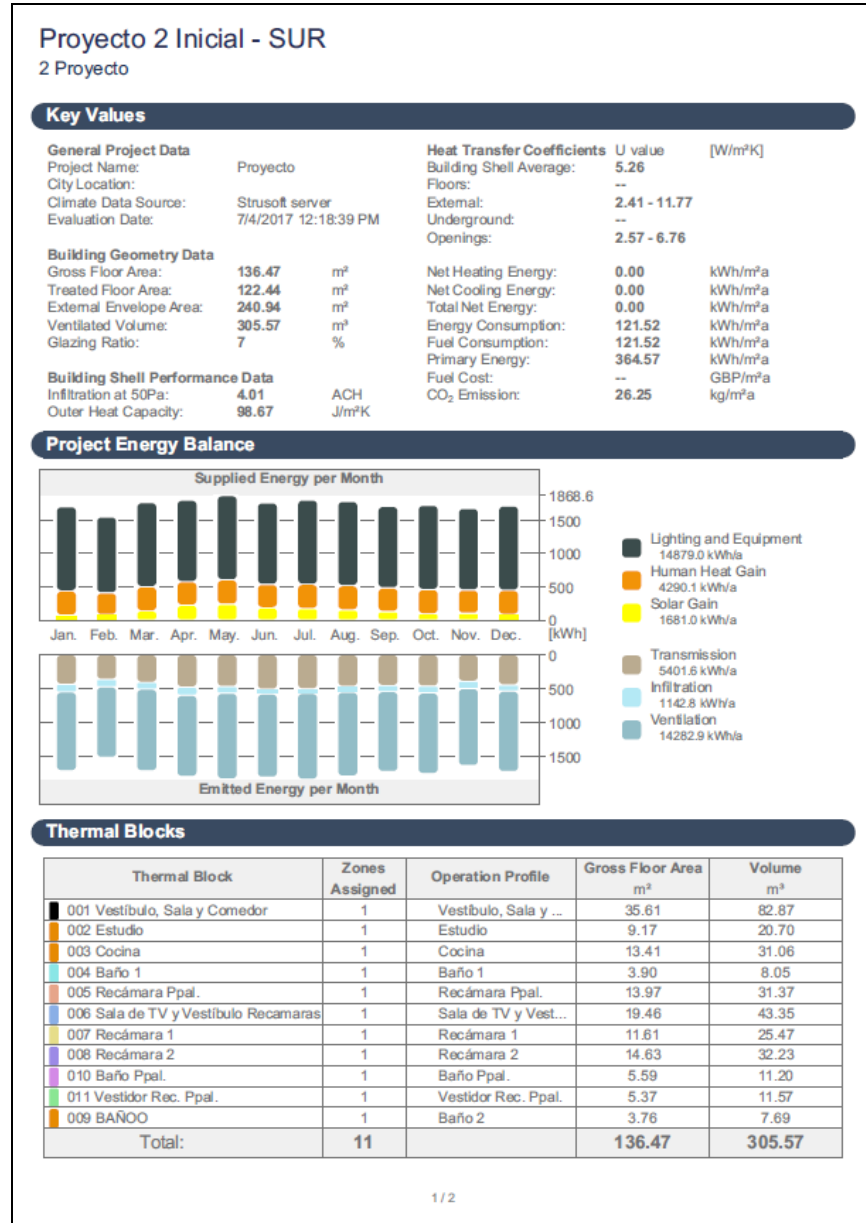 Proyecto 2 Inicial - SUR
2 Proyecto
Key Values
General Project Data
Project Name: Proyecto
City Location:
Climate Data Source: Strusoft server
Evaluation Date: 7/4/2017 12:18:39 PM
Building Geometry Data
Gross Floor Area: 136.47 m²
Treated Floor Area: 122.44 m²
External Envelope Area: 240.94 m²
Ventilated Volume: 305.57 m³
Glazing Ratio: 7 %
Building Shell Performance Data
Infiltration at 50Pa: 4.01 ACH
Outer Heat Capacity: 98.67 J/m²K
Heat Transfer Coefficients U value [W/m²K]
Building Shell Average: 5.26
Floors: --
External: 2.41 - 11.77
Underground: --
Openings: 2.57 - 6.76
Net Heating Energy: 0.00 kWh/m²a
Net Cooling Energy: 0.00 kWh/m²a
Total Net Energy: 0.00 kWh/m²a
Energy Consumption: 121.52 kWh/m²a
Fuel Consumption: 121.52 kWh/m²a
Primary Energy: 364.57 kWh/m²a
Fuel Cost: -- GBP/m²a
CO₂ Emission: 26.25 kg/m²a
Project Energy Balance
Supplied Energy per Month
1868.6
1500
1000
500
0
Jan. Feb. Mar. Apr. May. Jun. Jul. Aug. Sep. Oct. Nov. Dec. [kWh]
0
500
1000
1500
Emitted Energy per Month
Lighting and Equipment
14879.0 kWh/a
Human Heat Gain
4290.1 kWh/a
Solar Gain
1681.0 kWh/a
Transmission
5401.6 kWh/a
Infiltration
1142.8 kWh/a
Ventilation
14282.9 kWh/a
Thermal Blocks
Thermal Block Zones Assigned Operation Profile Gross Floor Area m² Volume m³
001 Vestíbulo, Sala y Comedor 1 Vestíbulo, Sala y ... 35.61 82.87
002 Estudio 1 Estudio 9.17 20.70
003 Cocina 1 Cocina 13.41 31.06
004 Baño 1 1 Baño 1 3.90 8.05
005 Recámara Ppal. 1 Recámara Ppal. 13.97 31.37
006 Sala de TV y Vestíbulo Recamaras 1 Sala de TV y Vest... 19.46 43.35
007 Recámara 1 1 Recámara 1 11.61 25.47
008 Recámara 2 1 Recámara 2 14.63 32.23
010 Baño Ppal. 1 Baño Ppal. 5.59 11.20
011 Vestidor Rec. Ppal. 1 Vestidor Rec. Ppal. 5.37 11.57
009 BAÑOO 1 Baño 2 3.76 7.69
Total: 11 136.47 305.57
1 / 2